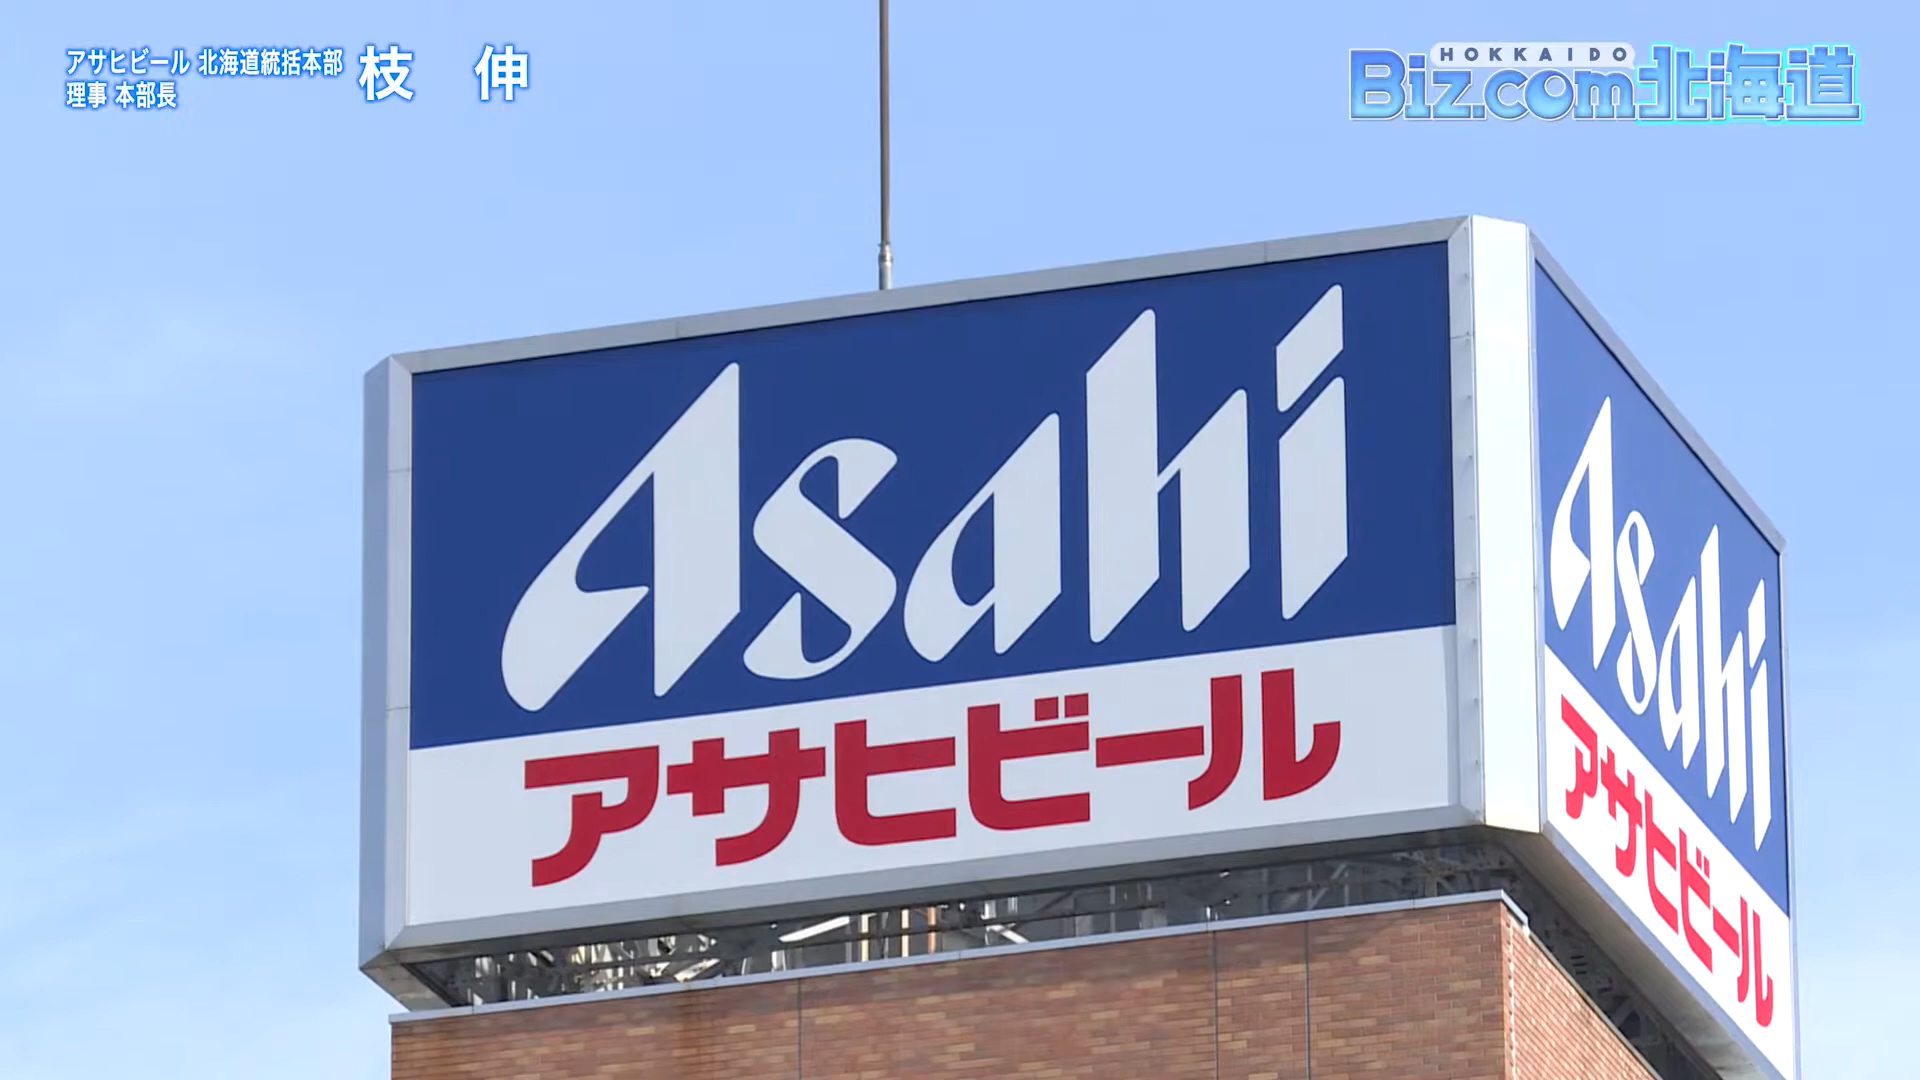 アサヒビール 北海道統括本部
理事 本部長
枝 伸
HOKKAIDO
Biz.com北海道
Asahi
アサヒビール
Asahi
アサヒビール